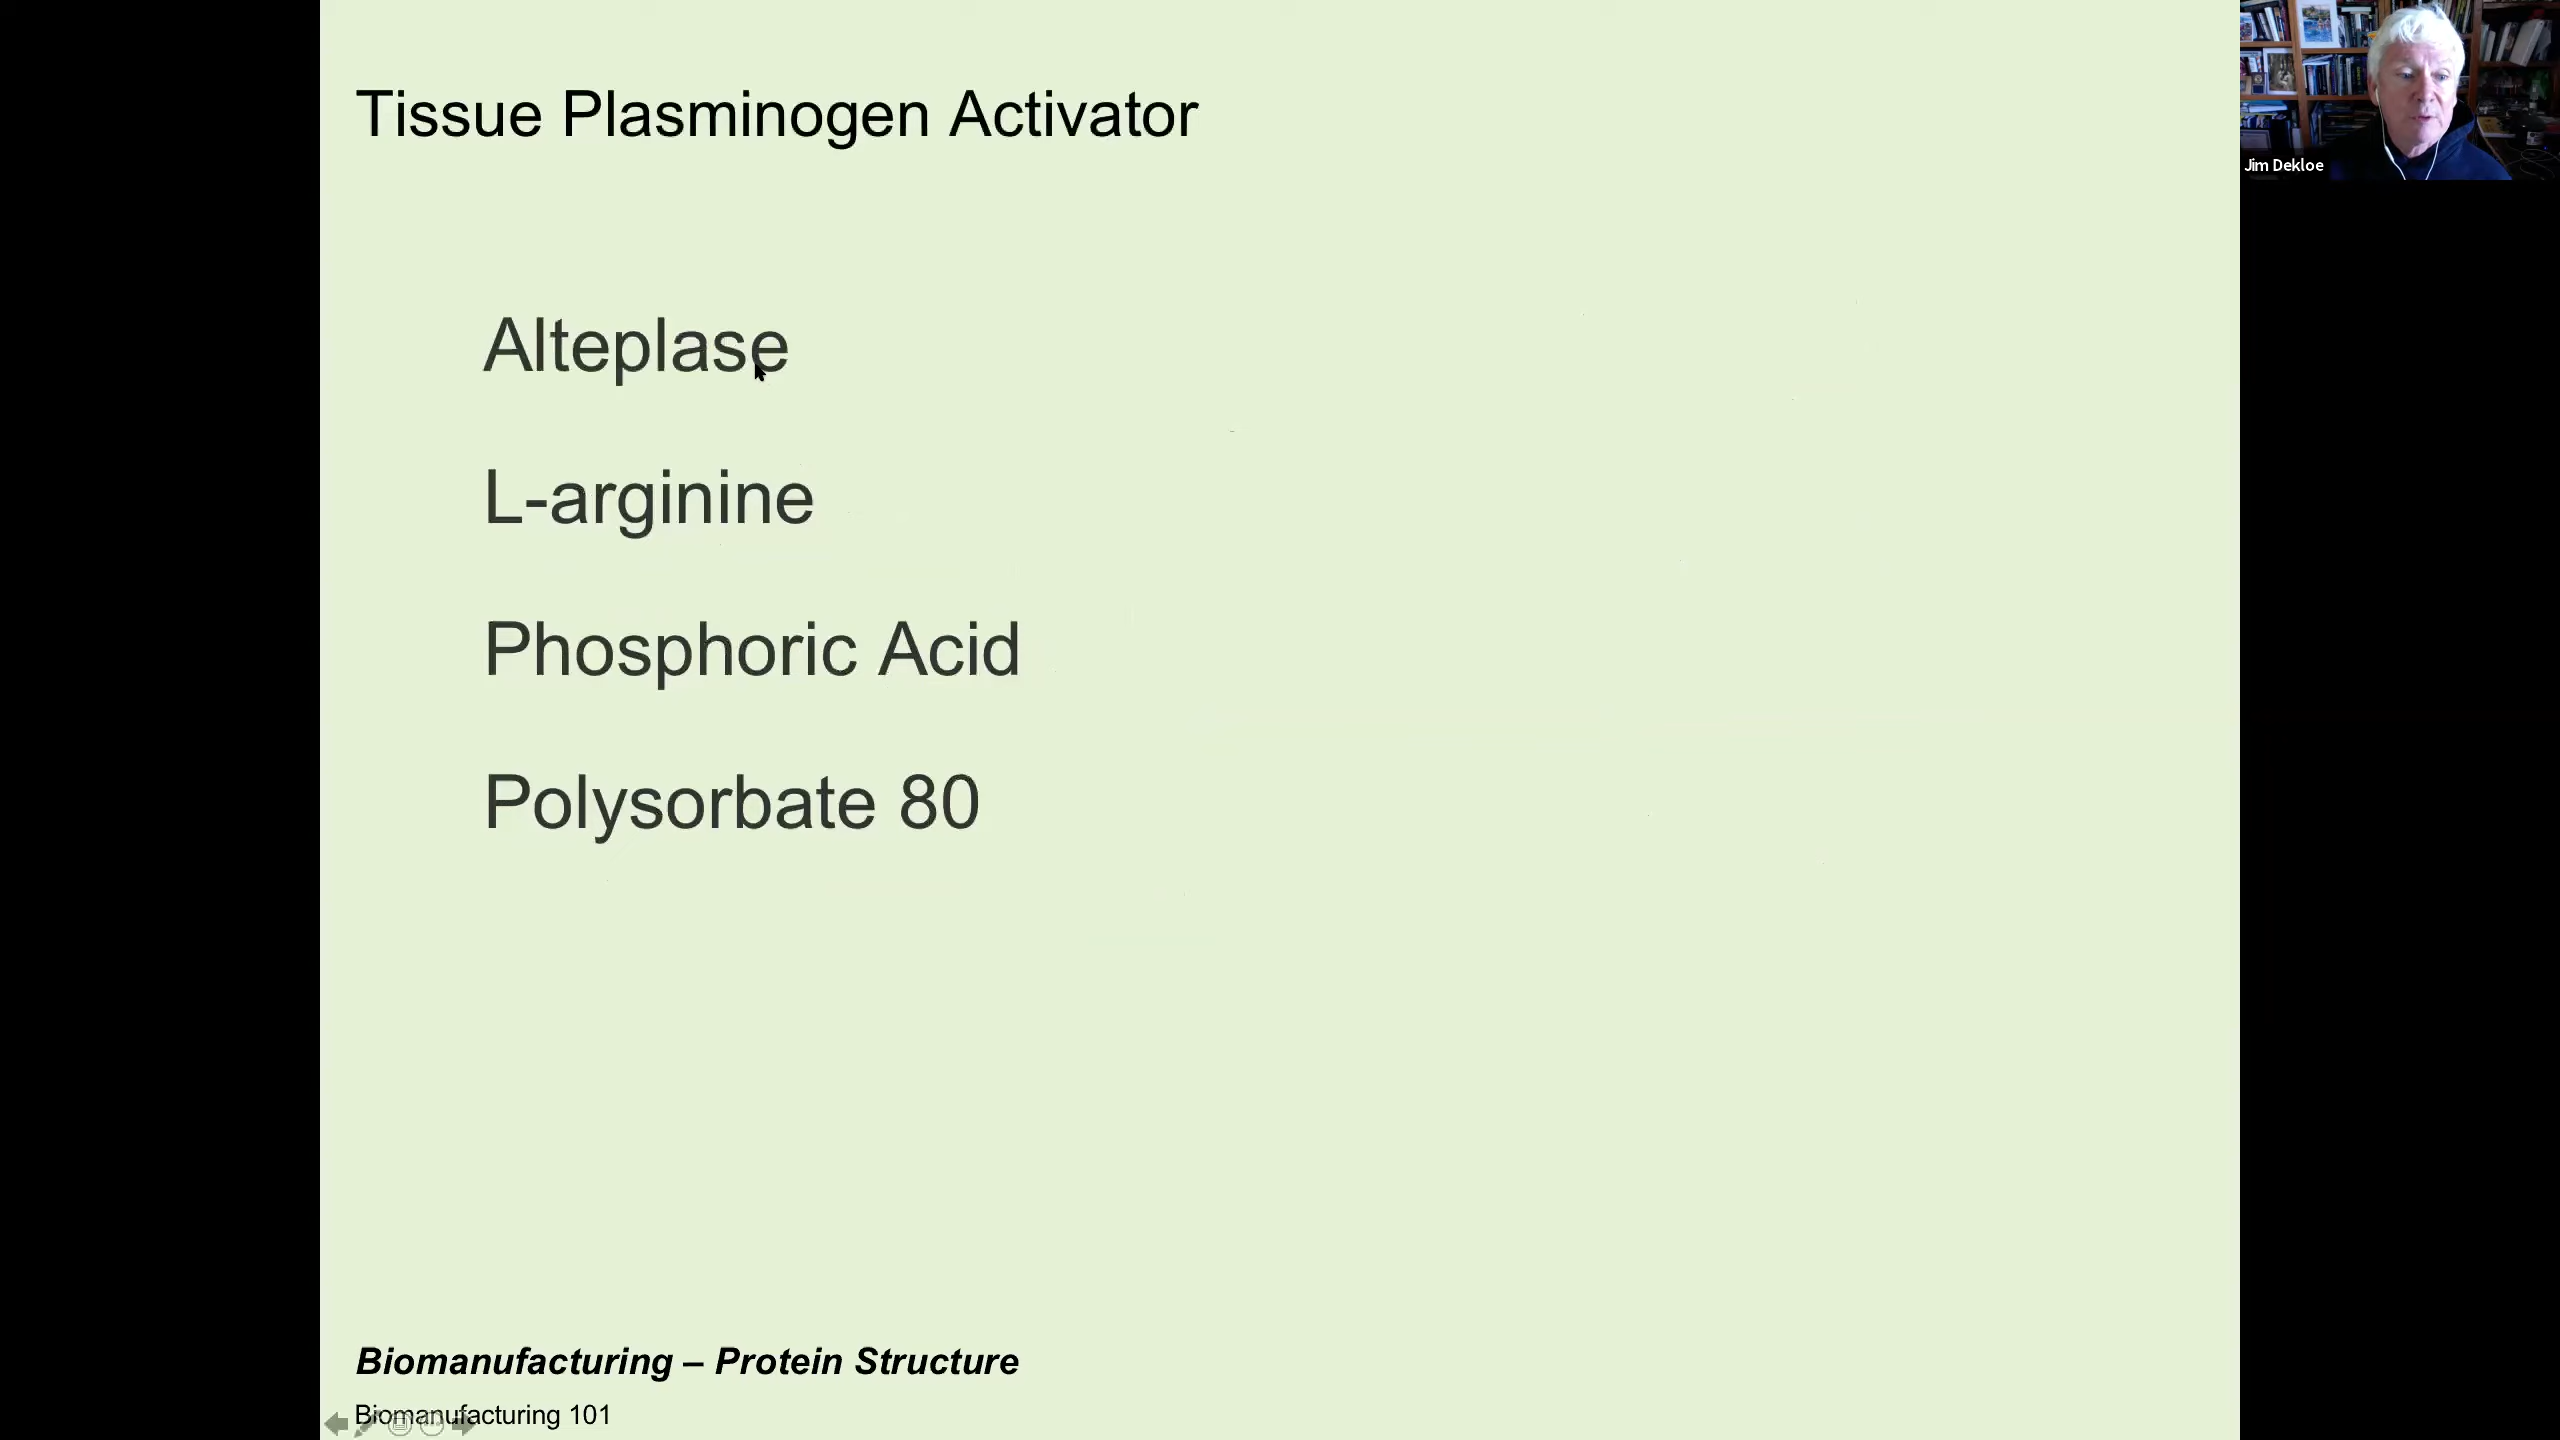 Tissue Plasminogen Activator
Jim Dekloe
Alteplase
L-arginine
Phosphoric Acid
Polysorbate 80
Biomanufacturing – Protein Structure
Biomanufacturing 101